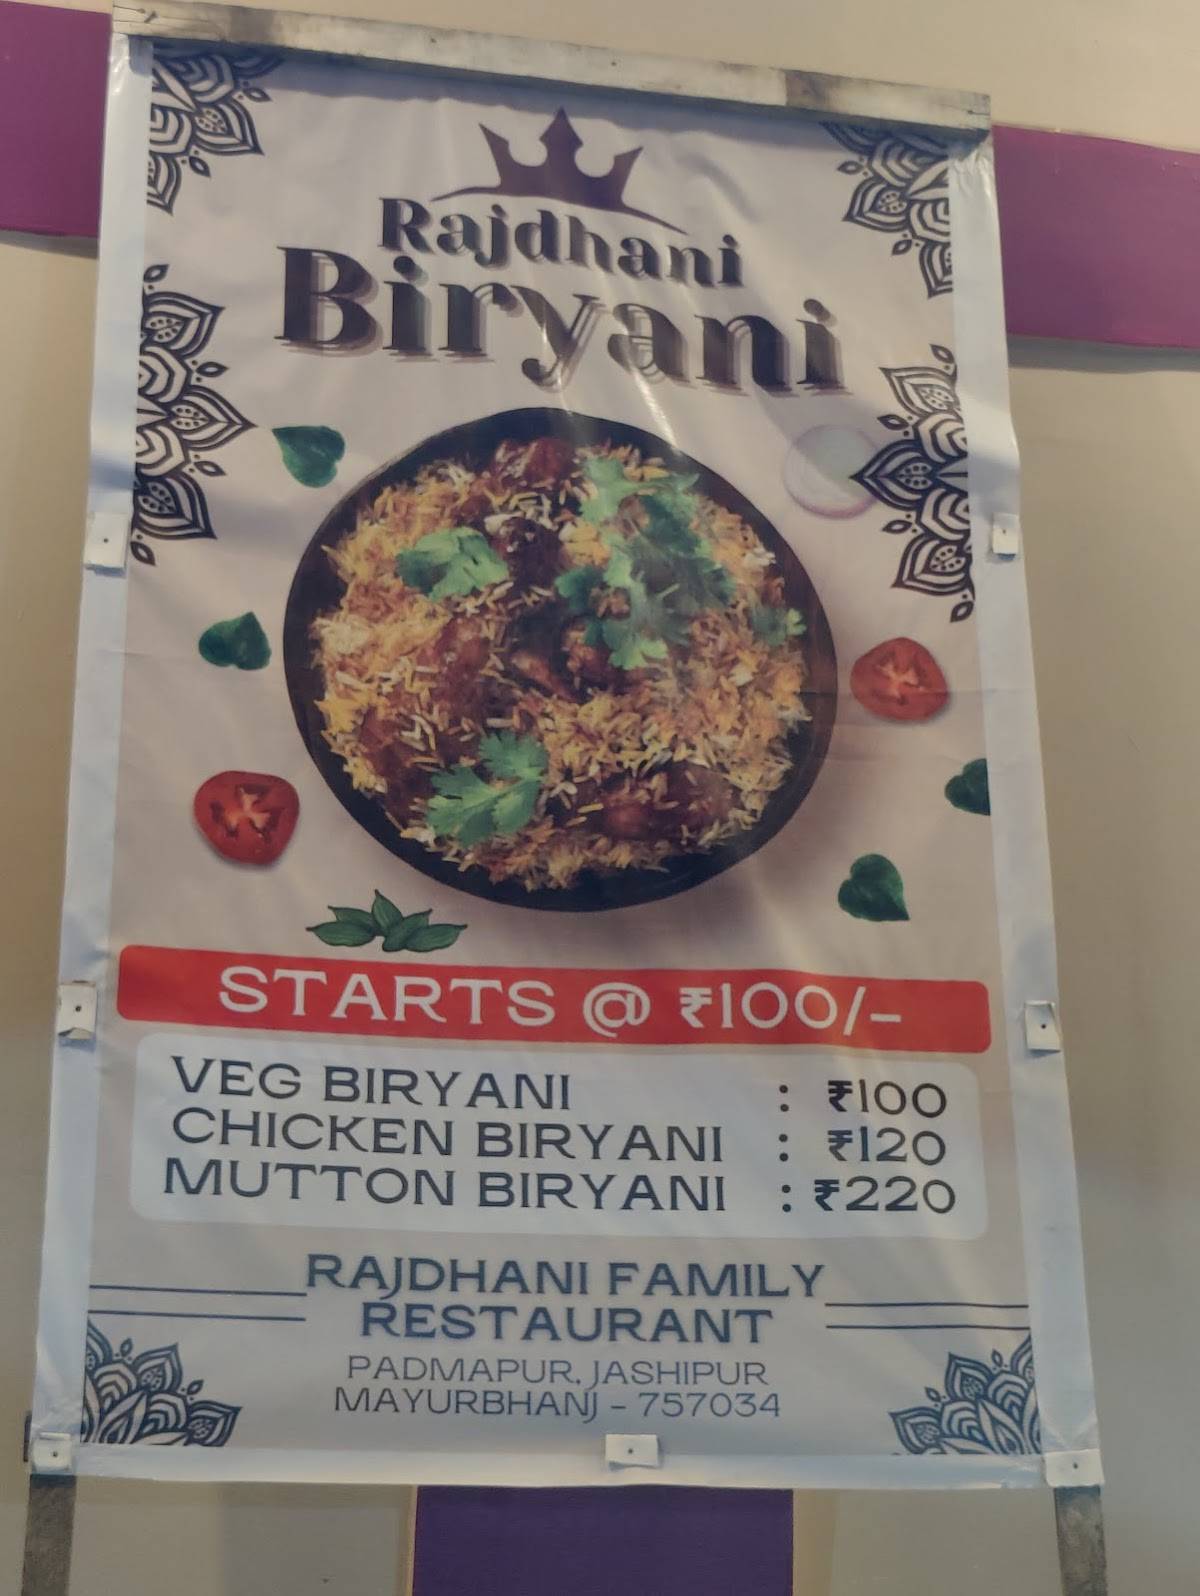 Rajdhani
Biryani
STARTS @ ₹100/-
VEG BIRYANI : ₹100
CHICKEN BIRYANI : ₹120
MUTTON BIRYANI : ₹220
RAJDHANI FAMILY
RESTAURANT
PADMAPUR, JASHIPUR
MAYURBHANJ - 757034